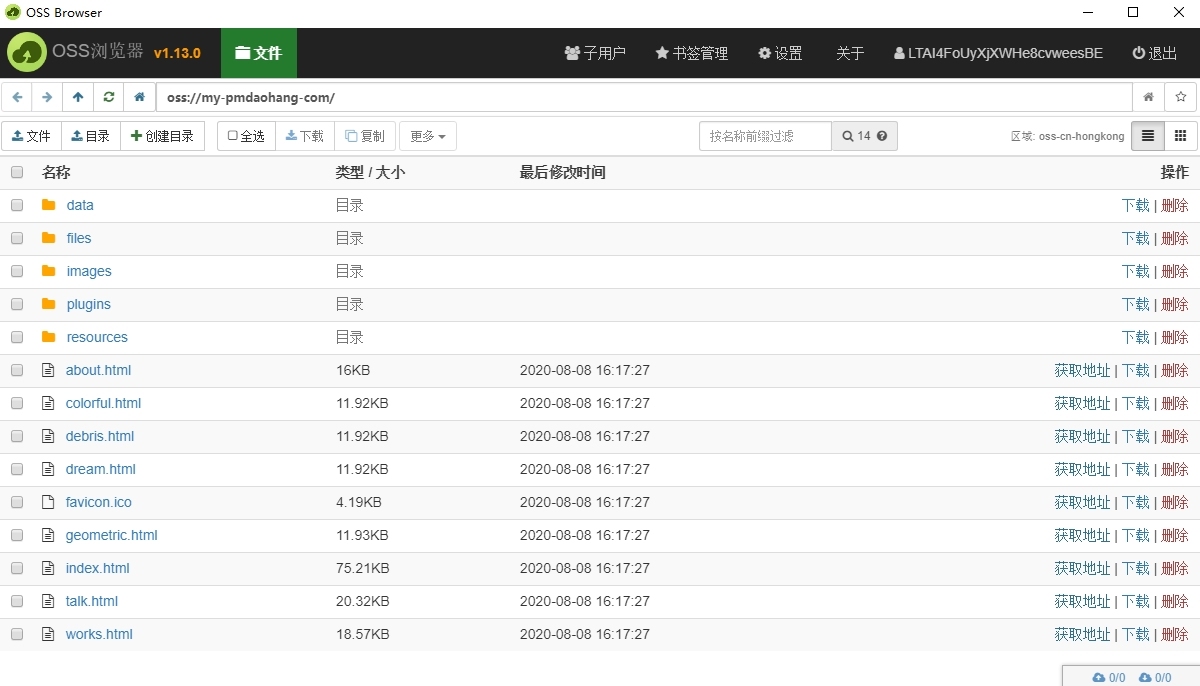 OSS Browser
OSS浏览器 v1.13.0 文件 子用户 书签管理 设置 关于 LTAI4FoUyXjXWHe8cvweesBE 退出
oss://my-pmdaohang-com/
文件 目录 创建目录 全选 下载 复制 更多 按名称前缀过滤 14 区域: oss-cn-hongkong
名称 类型 / 大小 最后修改时间 操作
data 目录 下载 | 删除
files 目录 下载 | 删除
images 目录 下载 | 删除
plugins 目录 下载 | 删除
resources 目录 下载 | 删除
about.html 16KB 2020-08-08 16:17:27 获取地址 | 下载 | 删除
colorful.html 11.92KB 2020-08-08 16:17:27 获取地址 | 下载 | 删除
debris.html 11.92KB 2020-08-08 16:17:27 获取地址 | 下载 | 删除
dream.html 11.92KB 2020-08-08 16:17:27 获取地址 | 下载 | 删除
favicon.ico 4.19KB 2020-08-08 16:17:27 获取地址 | 下载 | 删除
geometric.html 11.93KB 2020-08-08 16:17:27 获取地址 | 下载 | 删除
index.html 75.21KB 2020-08-08 16:17:27 获取地址 | 下载 | 删除
talk.html 20.32KB 2020-08-08 16:17:27 获取地址 | 下载 | 删除
works.html 18.57KB 2020-08-08 16:17:27 获取地址 | 下载 | 删除
0/0 0/0